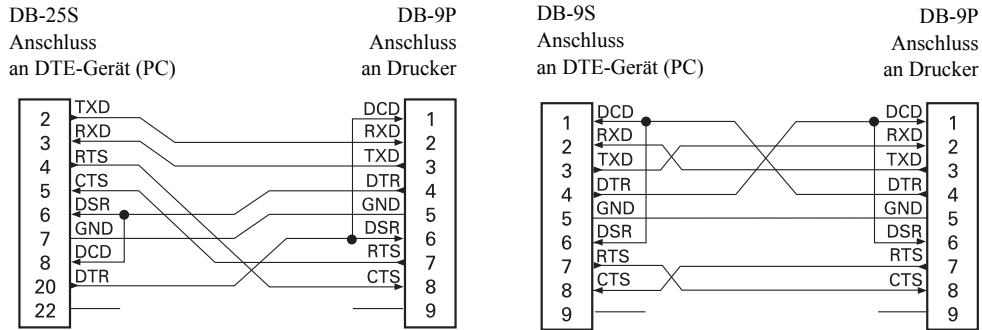 DB-25S
Anschluss
an DTE-Gerät (PC)
DB-9P
Anschluss
an Drucker
2 TXD DCD 1
3 RXD RXD 2
4 RTS TXD 3
5 CTS DTR 4
6 DSR GND 5
7 GND DSR 6
8 DCD RTS 7
20 DTR CTS 8
22 9
DB-9S
Anschluss
an DTE-Gerät (PC)
DB-9P
Anschluss
an Drucker
1 DCD DCD 1
2 RXD RXD 2
3 TXD TXD 3
4 DTR DTR 4
5 GND GND 5
6 DSR DSR 6
7 RTS RTS 7
8 CTS CTS 8
9 9